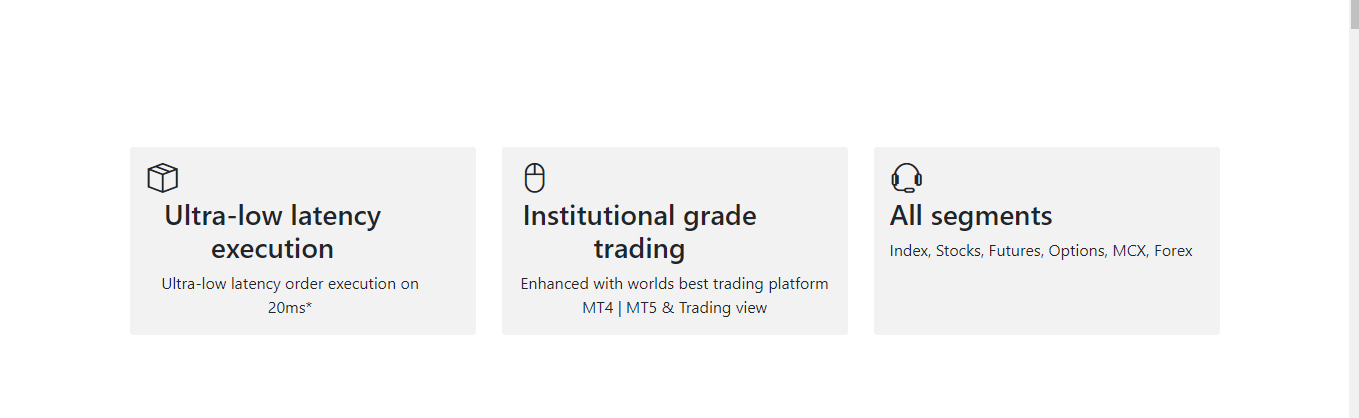 Ultra-low latency
execution
Ultra-low latency order execution on
20ms*
Institutional grade
trading
Enhanced with worlds best trading platform
MT4 | MT5 & Trading view
All segments
Index, Stocks, Futures, Options, MCX, Forex